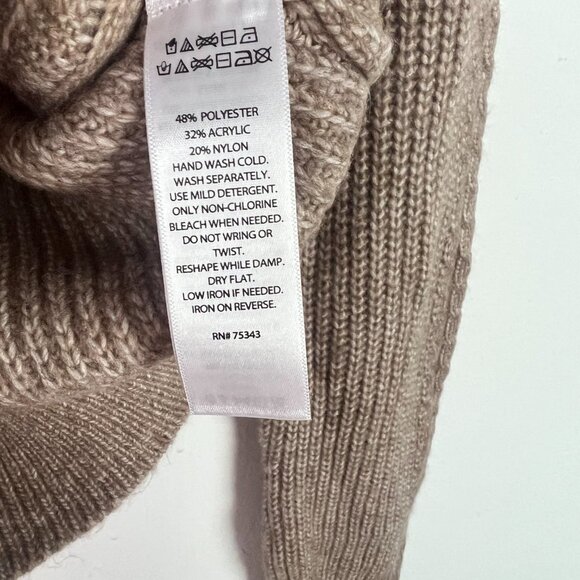 48% POLYESTER
32% ACRYLIC
20% NYLON
HAND WASH COLD.
WASH SEPARATELY.
USE MILD DETERGENT.
ONLY NON-CHLORINE
BLEACH WHEN NEEDED.
DO NOT WRING OR
TWIST.
RESHAPE WHILE DAMP.
DRY FLAT.
LOW IRON IF NEEDED.
IRON ON REVERSE.
RN# 75343